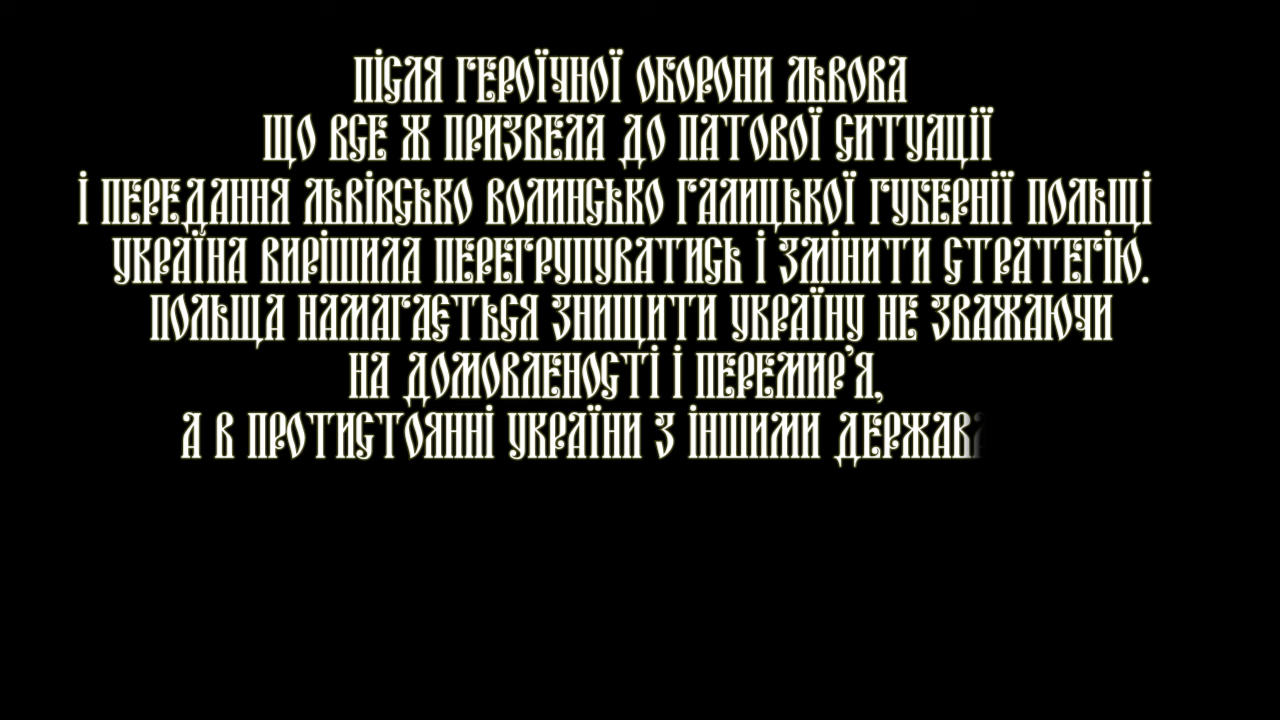 ПІСЛЯ ГЕРОЇЧНОЇ ОБОРОНИ ЛЬВОВА
ЩО ВСЕ Ж ПРИЗВЕЛА ДО ПАТОВОЇ СИТУАЦІЇ
І ПЕРЕДАННЯ ЛЬВІВСЬКО ВОЛИНСЬКО ГАЛИЦЬКОЇ ГУБЕРНІЇ ПОЛЬЩІ
УКРАЇНА ВИРІШИЛА ПЕРЕГРУПУВАТИСЬ І ЗМІНИТИ СТРАТЕГІЮ.
ПОЛЬЩА НАМАГАЄТЬСЯ ЗНИЩИТИ УКРАЇНУ НЕ ЗВАЖАЮЧИ
НА ДОМОВЛЕНОСТІ І ПЕРЕМИР'Я,
А В ПРОТИСТОЯННІ УКРАЇНИ З ІНШИМИ ДЕРЖАВА